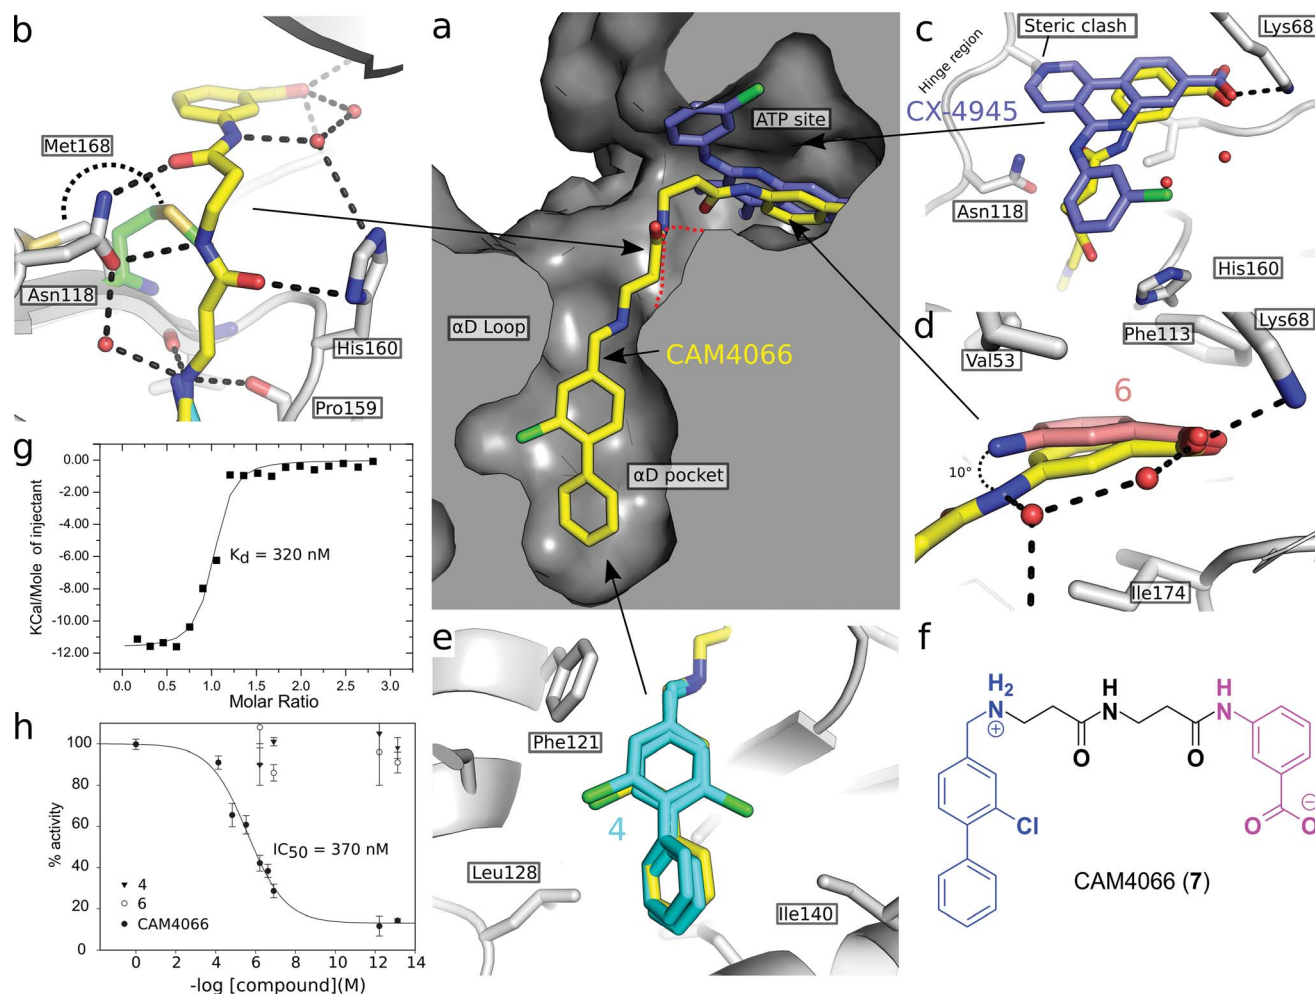 b
Met168
Asn118
His160
Pro159
a
ATP site
αD Loop
CAM4066
αD pocket
c
Steric clash
Lys68
Hinge region
CX-4945
Asn118
His160
d
Lys68
Phe113
Val53
6
10°
Ile174
g
KCal/Mole of injectant
0.00
-2.00
-4.00
-6.00
-8.00
-10.00
-12.00
Kd = 320 nM
0.0 0.5 1.0 1.5 2.0 2.5 3.0
Molar Ratio
h
% activity
100
80
60
40
20
0
IC50 = 370 nM
4
6
CAM4066
0 2 4 6 8 10 12 14
-log [compound](M)
e
Phe121
4
Leu128
Ile140
f
H2
N
⊕
O
H
N
O
H
N
O
O
⊖
Cl
CAM4066 (7)